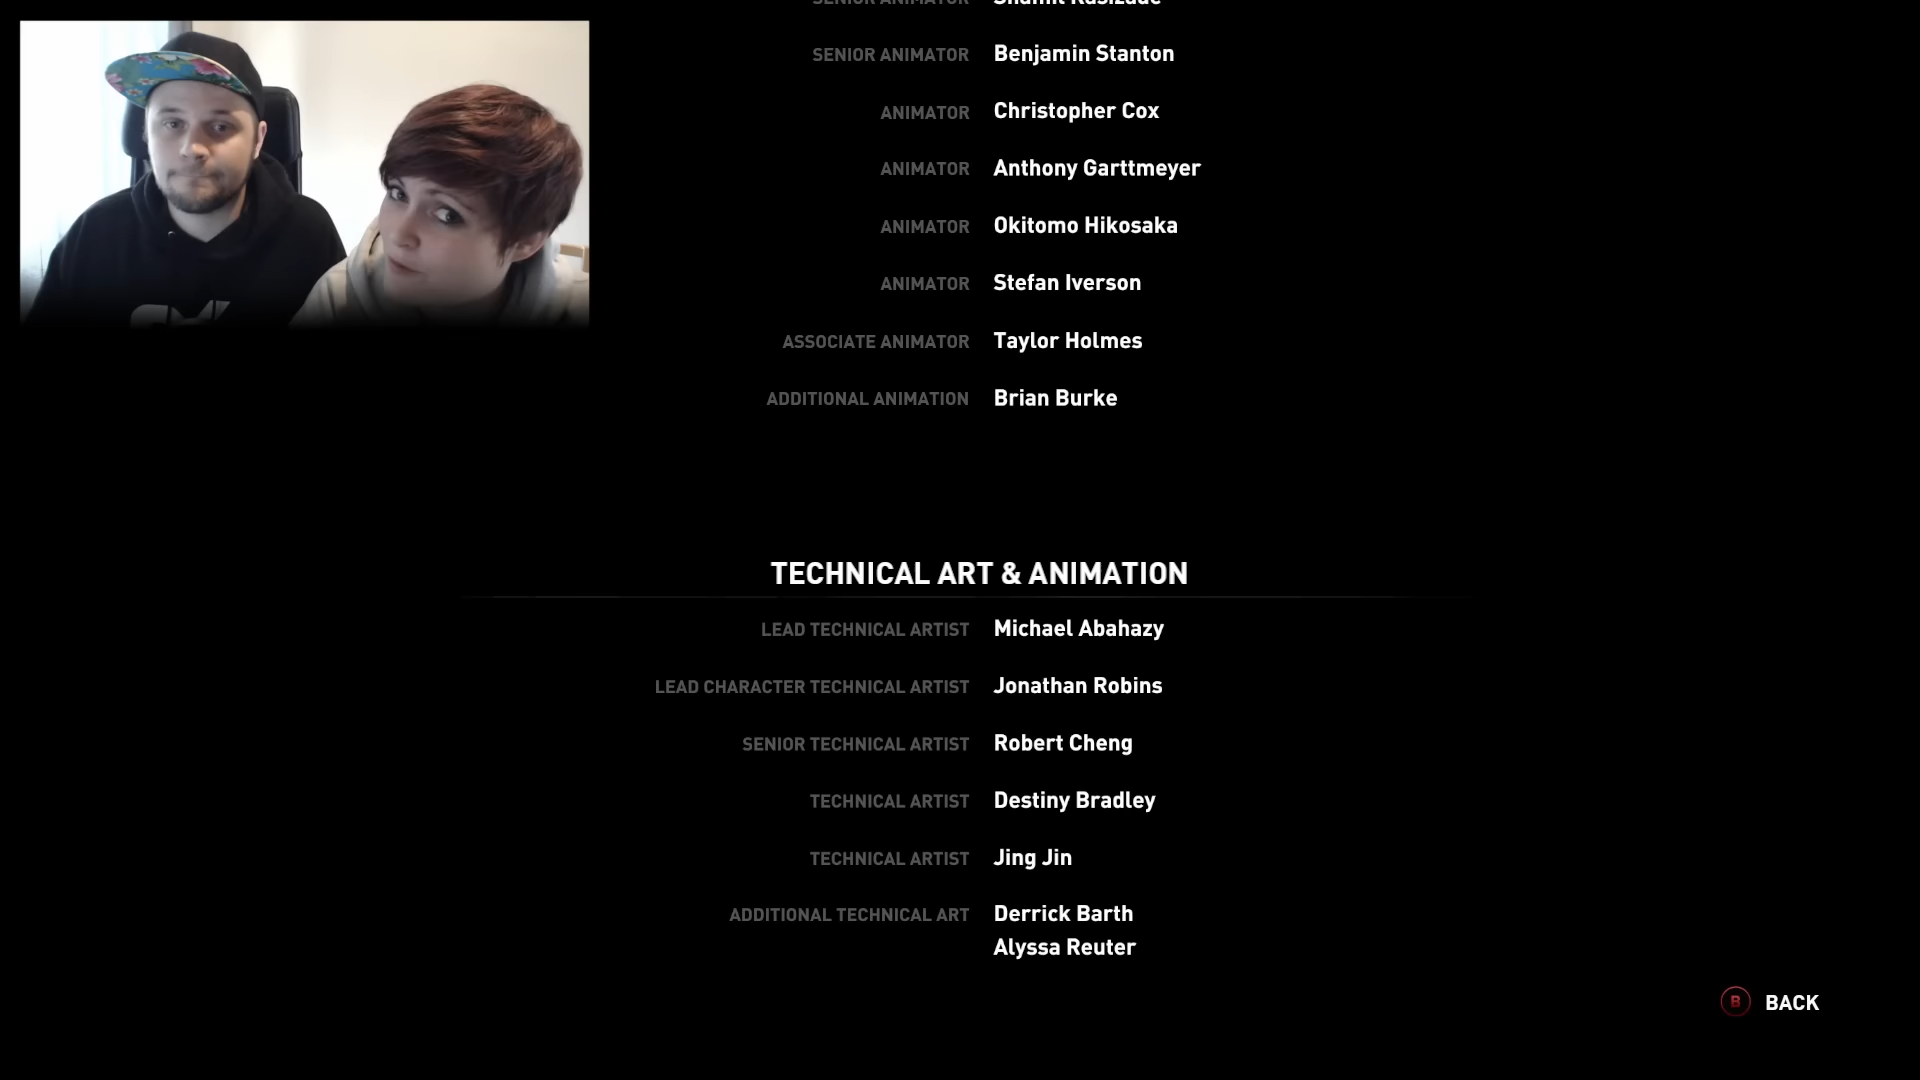 SENIOR ANIMATOR
SENIOR ANIMATOR Benjamin Stanton
ANIMATOR Christopher Cox
ANIMATOR Anthony Garttmeyer
ANIMATOR Okitomo Hikosaka
ANIMATOR Stefan Iverson
ASSOCIATE ANIMATOR Taylor Holmes
ADDITIONAL ANIMATION Brian Burke
TECHNICAL ART & ANIMATION
LEAD TECHNICAL ARTIST Michael Abahazy
LEAD CHARACTER TECHNICAL ARTIST Jonathan Robins
SENIOR TECHNICAL ARTIST Robert Cheng
TECHNICAL ARTIST Destiny Bradley
TECHNICAL ARTIST Jing Jin
ADDITIONAL TECHNICAL ART Derrick Barth
Alyssa Reuter
B BACK